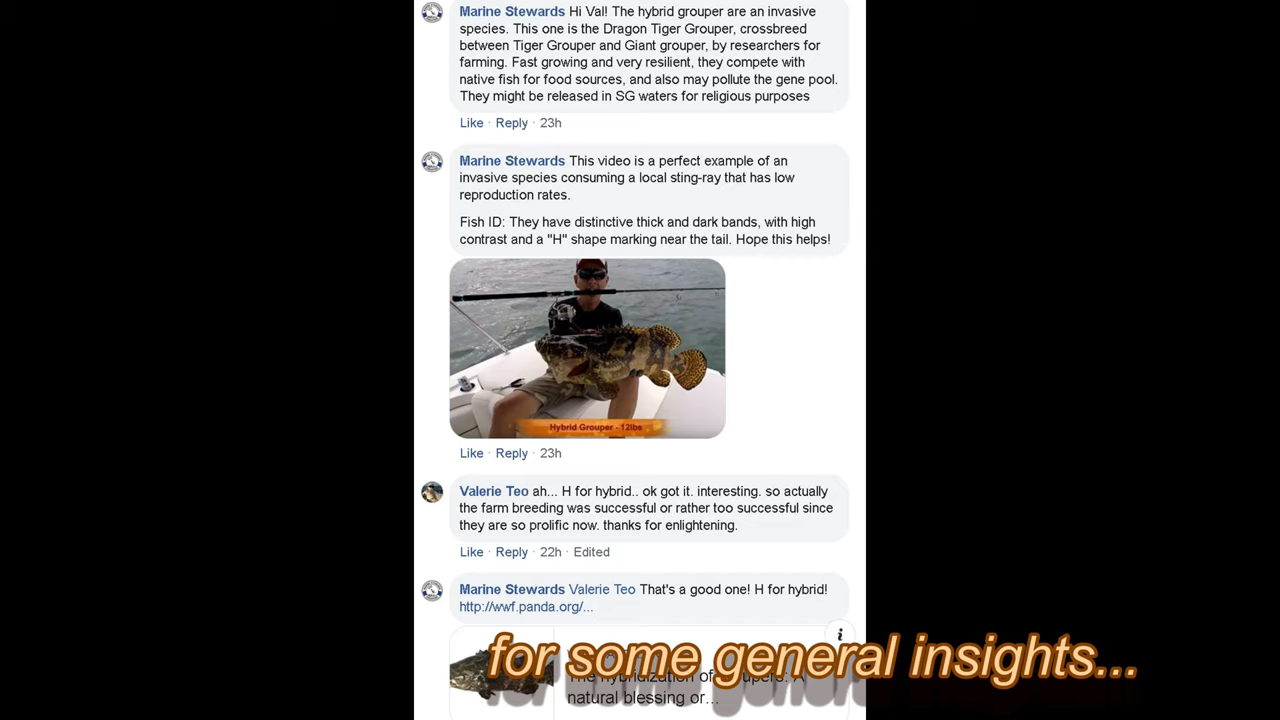 Marine Stewards Hi Val! The hybrid grouper are an invasive
species. This one is the Dragon Tiger Grouper, crossbreed
between Tiger Grouper and Giant grouper, by researchers for
farming. Fast growing and very resilient, they compete with
native fish for food sources, and also may pollute the gene pool.
They might be released in SG waters for religious purposes
Like · Reply · 23h
Marine Stewards This video is a perfect example of an
invasive species consuming a local sting-ray that has low
reproduction rates.
Fish ID: They have distinctive thick and dark bands, with high
contrast and a "H" shape marking near the tail. Hope this helps!
Hybrid Grouper - 12lbs
Like · Reply · 23h
Valerie Teo ah... H for hybrid.. ok got it. interesting. so actually
the farm breeding was successful or rather too successful since
they are so prolific now. thanks for enlightening.
Like · Reply · 22h · Edited
Marine Stewards Valerie Teo That's a good one! H for hybrid!
http://wwf.panda.org/...
i
for some general insights...
The hybridization of groupers: A
natural blessing or...